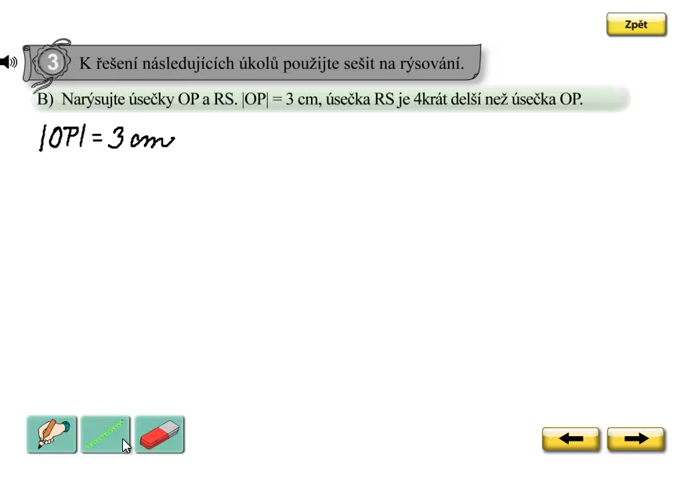 Zpět
3 K řešení následujících úkolů použijte sešit na rýsování.
B) Narýsujte úsečky OP a RS. |OP| = 3 cm, úsečka RS je 4krát delší než úsečka OP.
|OP| = 3 cm